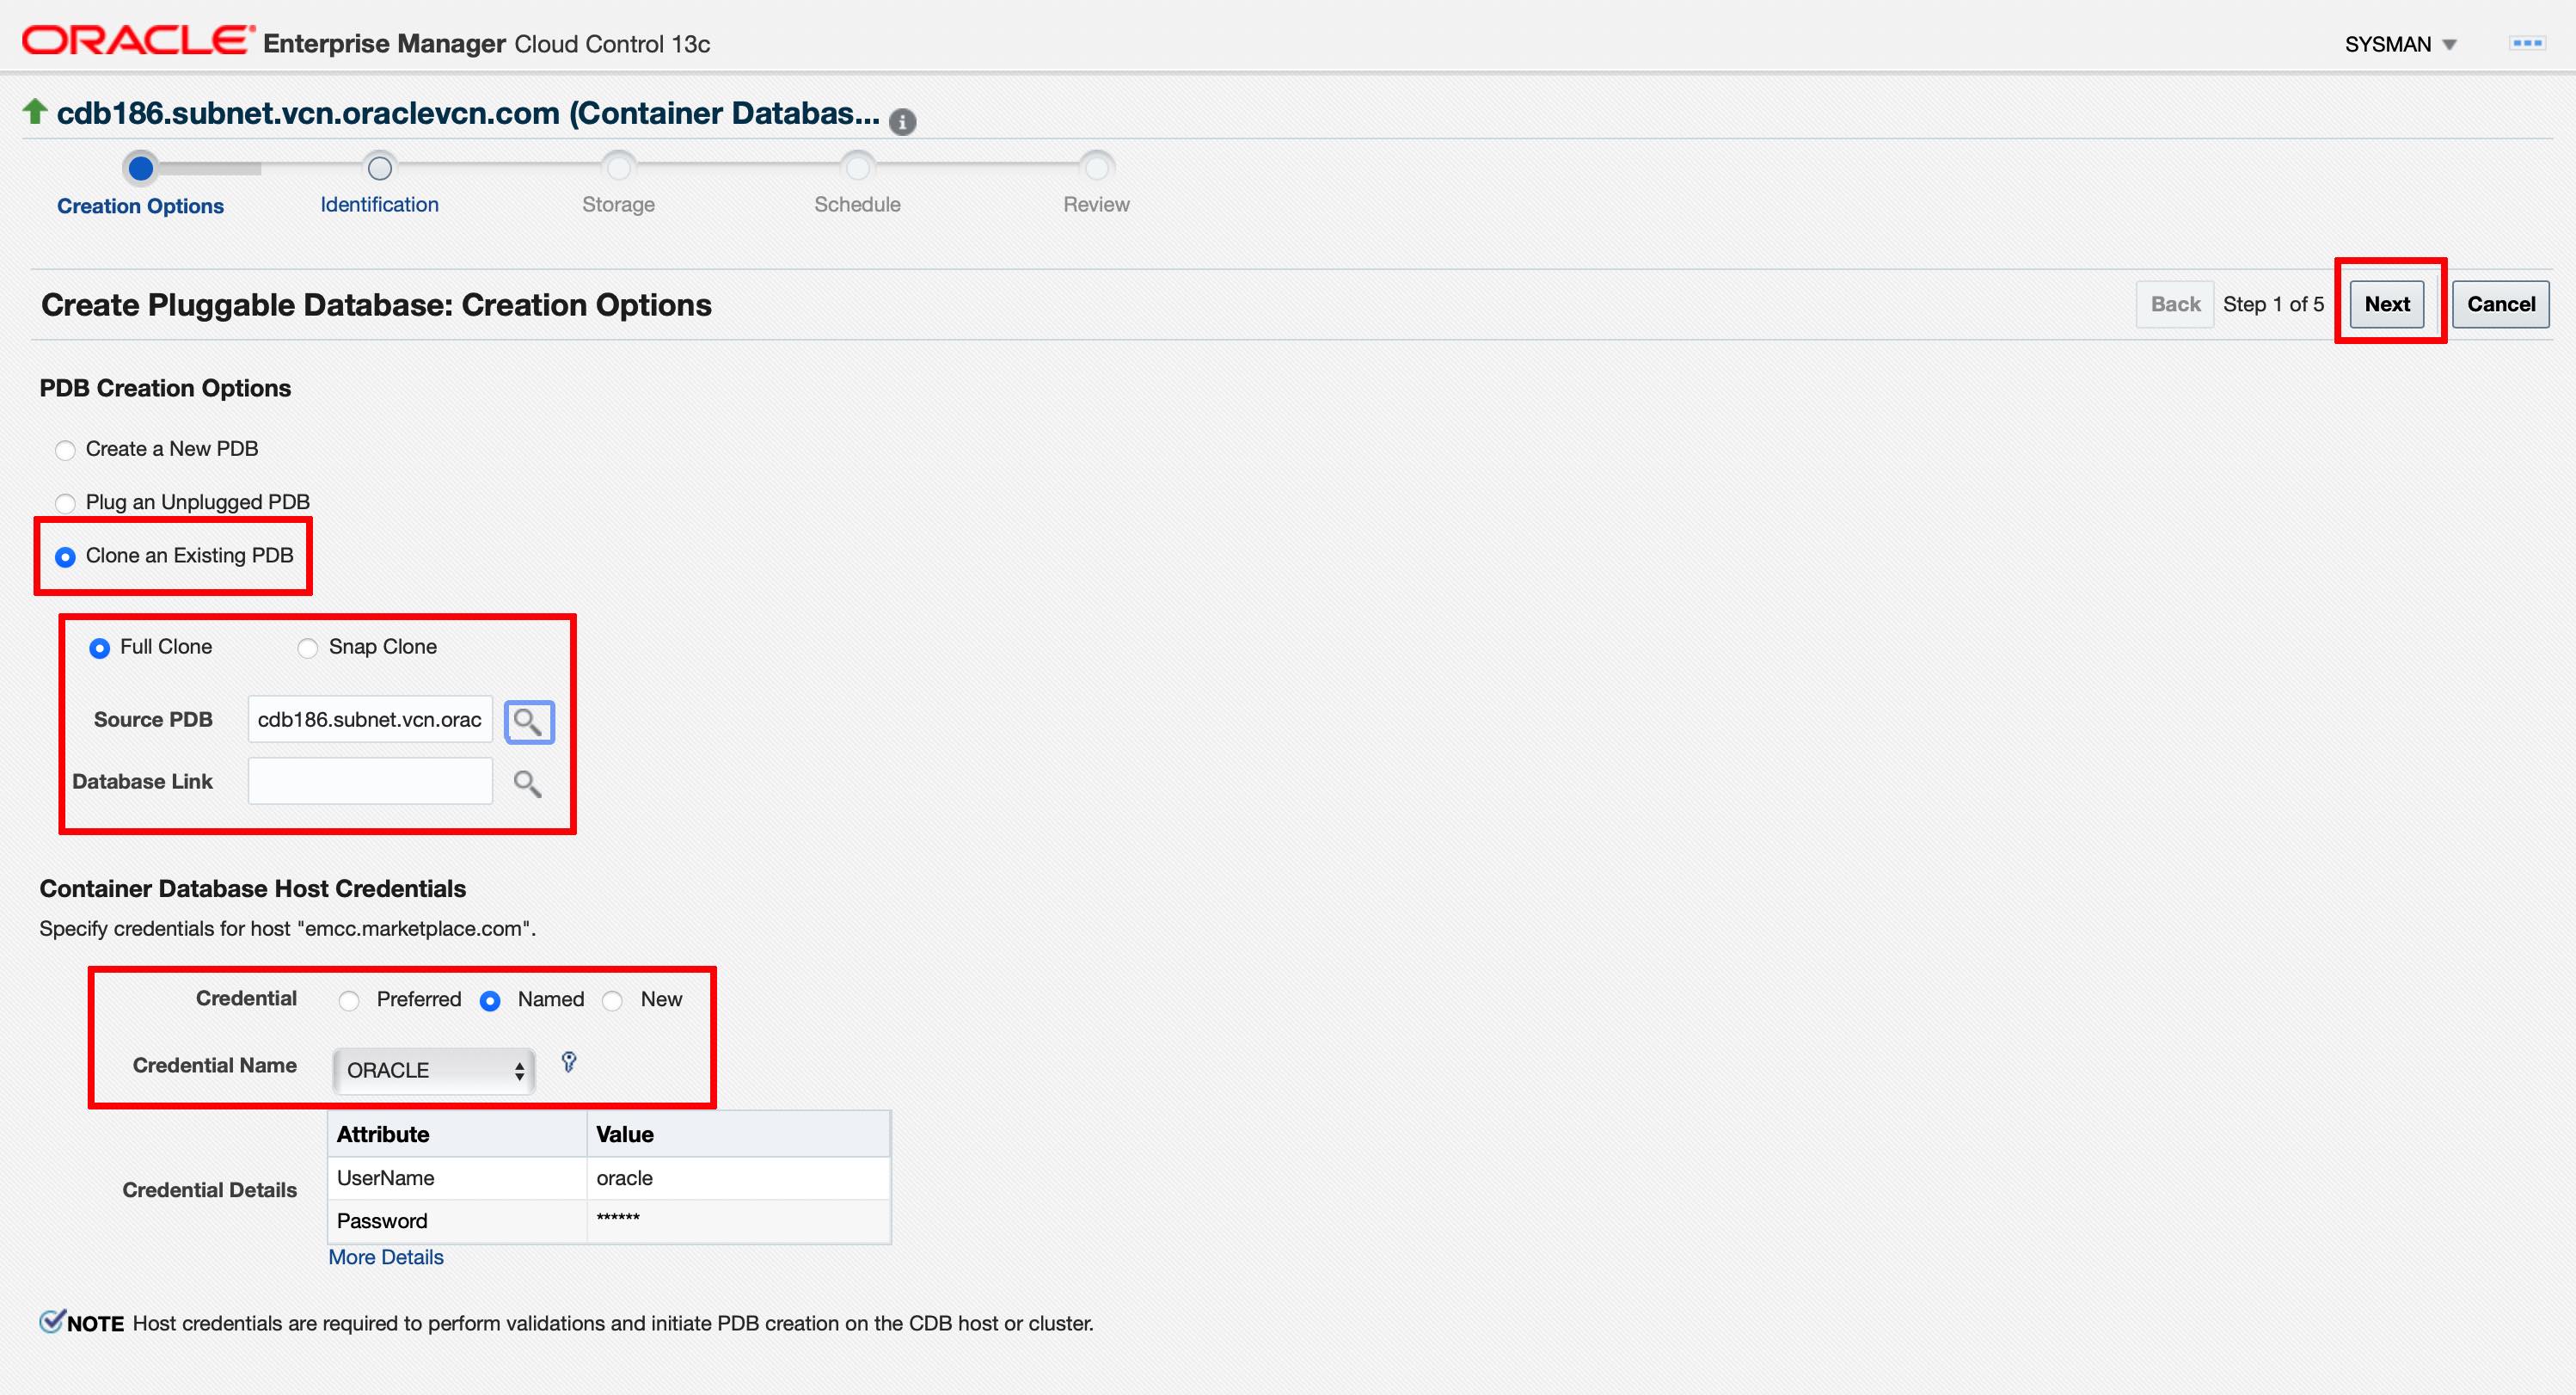 ORACLE Enterprise Manager Cloud Control 13c
SYSMAN
cdb186.subnet.vcn.oraclevcn.com (Container Databas...
Creation Options
Identification
Storage
Schedule
Review
Create Pluggable Database: Creation Options
Back Step 1 of 5 Next Cancel
PDB Creation Options
Create a New PDB
Plug an Unplugged PDB
Clone an Existing PDB
Full Clone Snap Clone
Source PDB cdb186.subnet.vcn.orac
Database Link
Container Database Host Credentials
Specify credentials for host "emcc.marketplace.com".
Credential Preferred Named New
Credential Name ORACLE
Attribute Value
Credential Details
UserName oracle
Password ******
More Details
NOTE Host credentials are required to perform validations and initiate PDB creation on the CDB host or cluster.